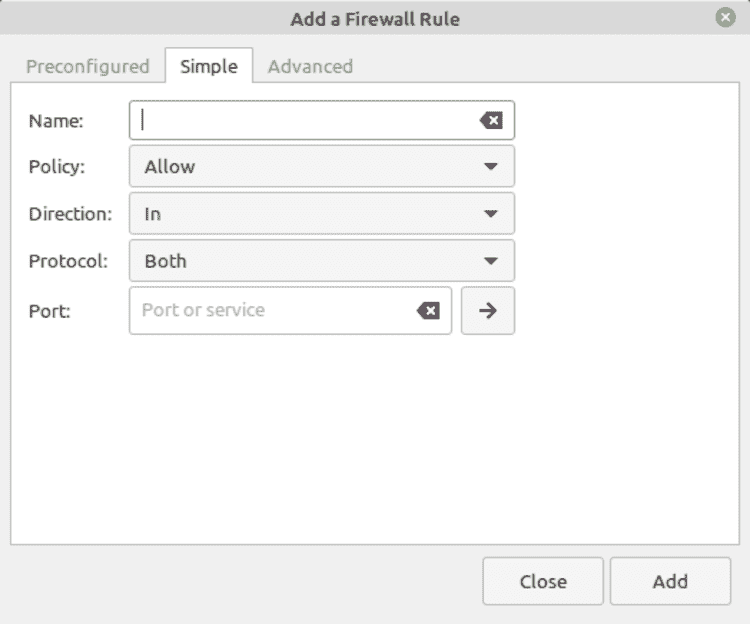 Add a Firewall Rule
Preconfigured Simple Advanced
Name:
Policy: Allow
Direction: In
Protocol: Both
Port: Port or service
Close Add